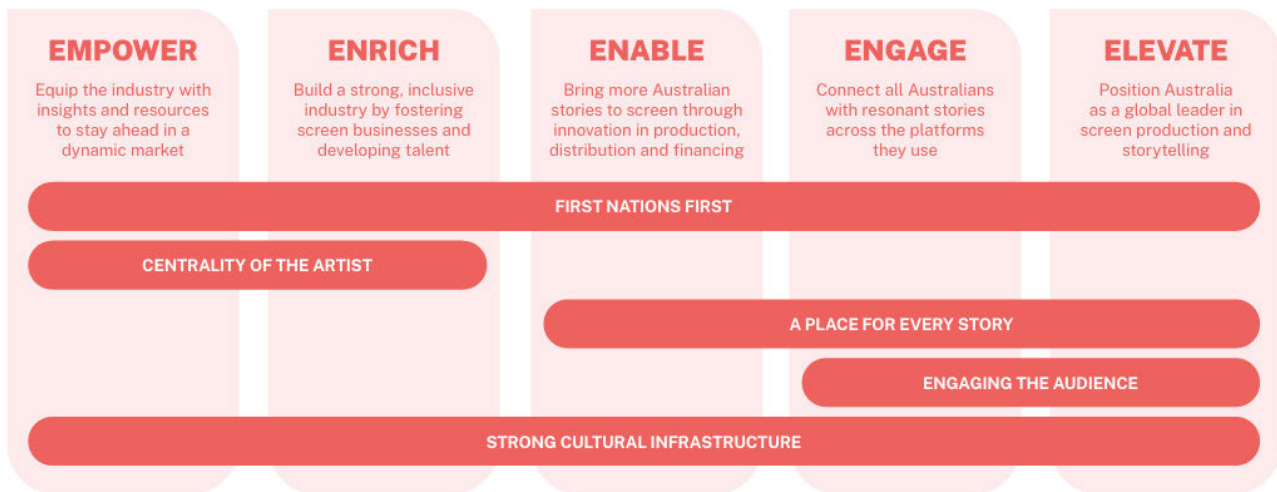 EMPOWER
Equip the industry with
insights and resources
to stay ahead in a
dynamic market
ENRICH
Build a strong, inclusive
industry by fostering
screen businesses and
developing talent
ENABLE
Bring more Australian
stories to screen through
innovation in production,
distribution and financing
ENGAGE
Connect all Australians
with resonant stories
across the platforms
they use
ELEVATE
Position Australia
as a global leader in
screen production and
storytelling
FIRST NATIONS FIRST
CENTRALITY OF THE ARTIST
A PLACE FOR EVERY STORY
ENGAGING THE AUDIENCE
STRONG CULTURAL INFRASTRUCTURE